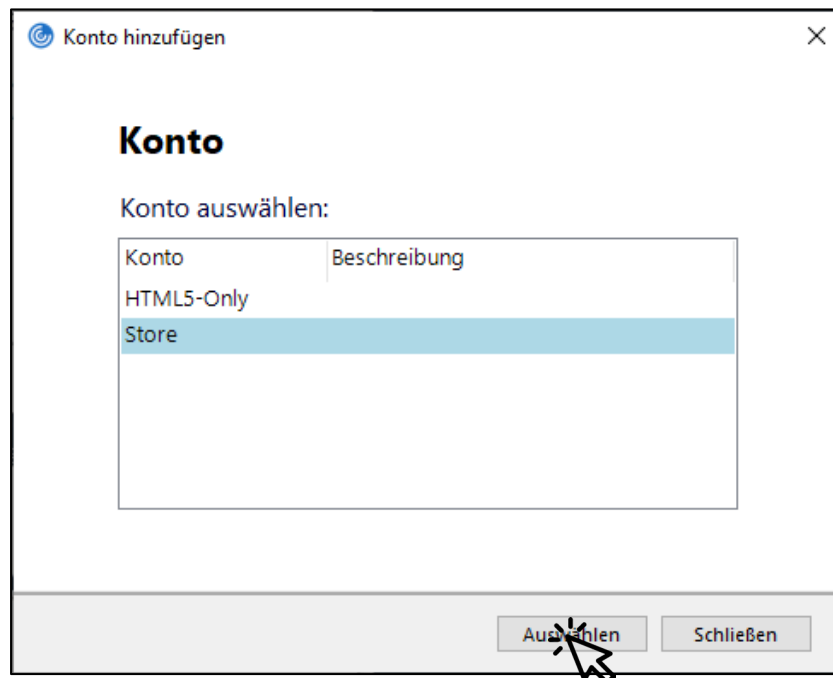 Konto hinzufügen
Konto
Konto auswählen:
Konto Beschreibung
HTML5-Only
Store
Auswählen Schließen